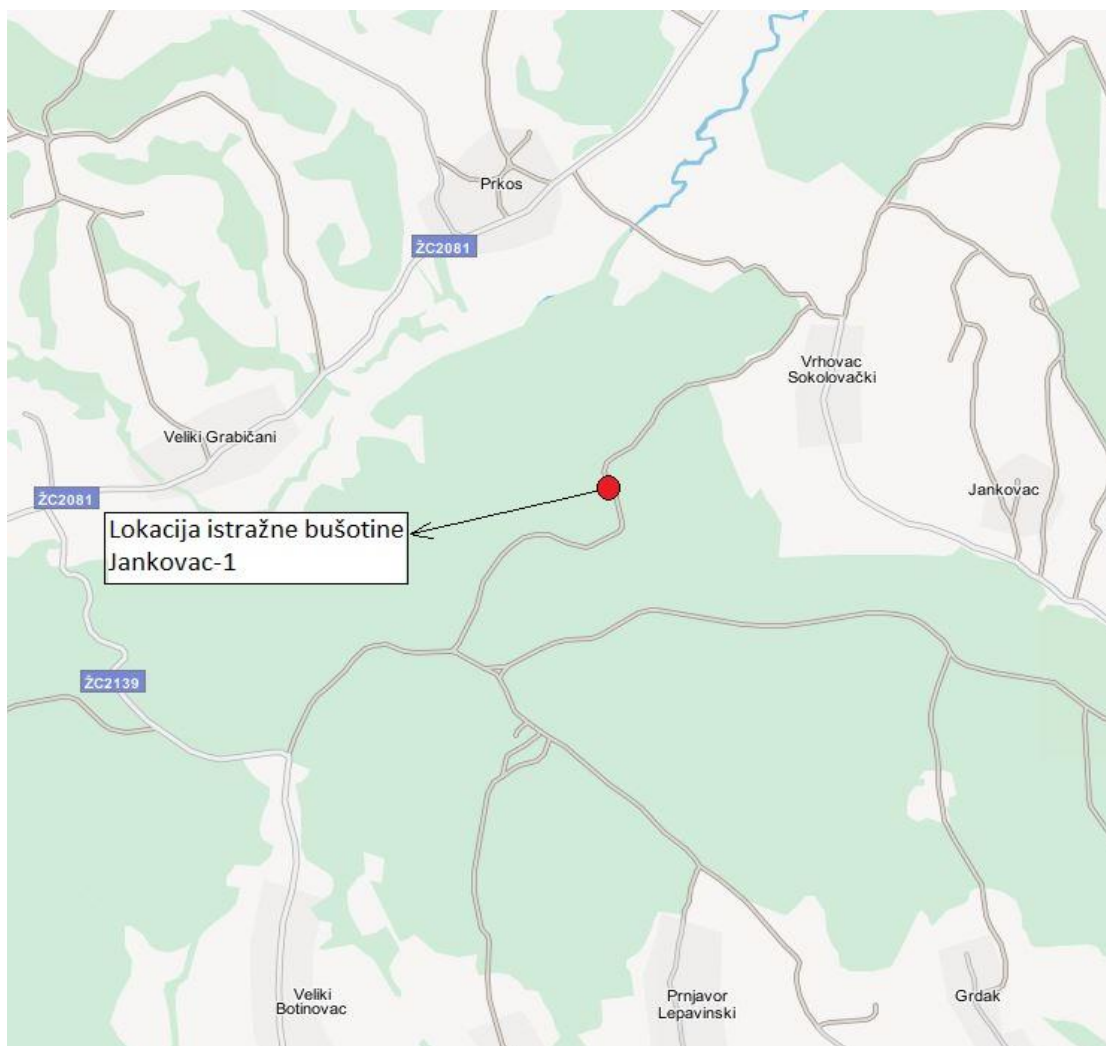 Prkos
ŽC2081
Vrhovac
Sokolovački
Veliki Grabičani
Jankovac
ŽC2081
Lokacija istražne bušotine
Jankovac-1
ŽC2139
Veliki
Botinovac
Prnjavor
Lepavinski
Grdak